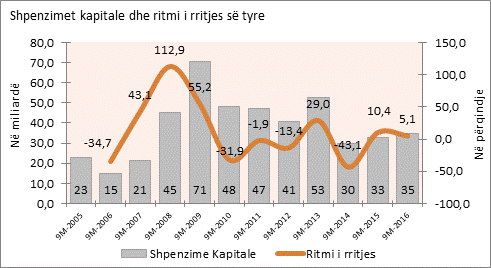 Shpenzimet kapitale dhe ritmi i rritjes së tyre
80,0
70,0
60,0
50,0
40,0
30,0
20,0
10,0
0,0
Në miliardë
150,0
100,0
50,0
0,0
-50,0
-100,0
Në përqindje
-34,7
43,1
112,9
55,2
-31,9
-1,9
-13,4
29,0
-43,1
10,4
5,1
23
15
21
45
71
48
47
41
53
30
33
35
9M-2005
9M-2006
9M-2007
9M-2008
9M-2009
9M-2010
9M-2011
9M-2012
9M-2013
9M-2014
9M-2015
9M-2016
Shpenzime Kapitale
Ritmi i rritjes